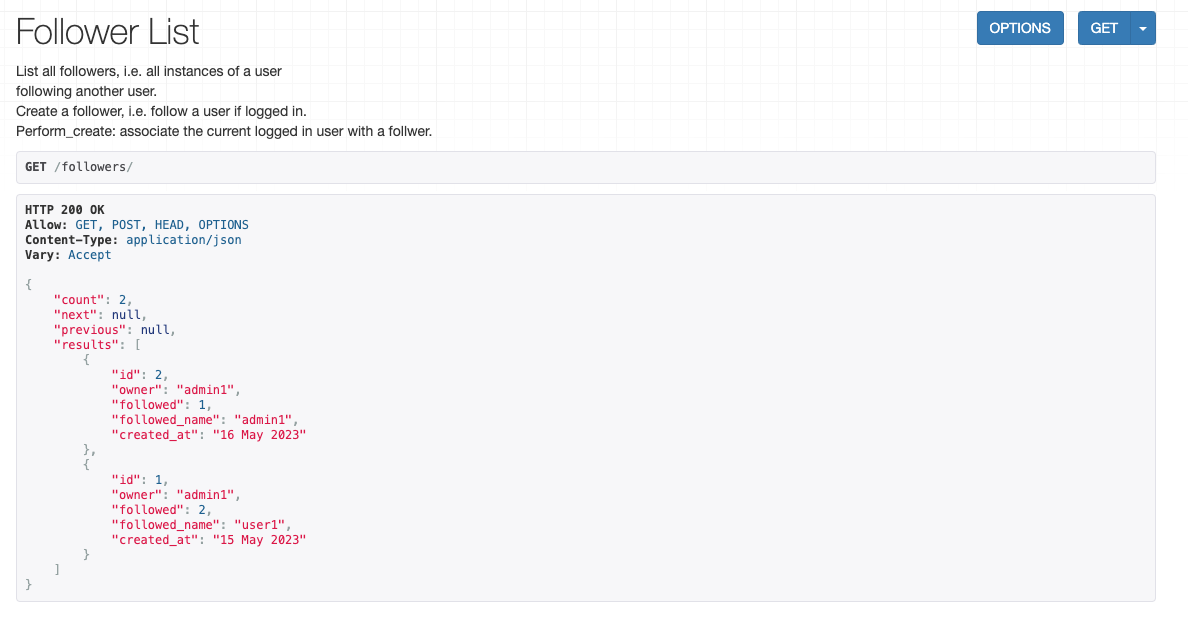 Follower List
OPTIONS
GET
List all followers, i.e. all instances of a user
following another user.
Create a follower, i.e. follow a user if logged in.
Perform_create: associate the current logged in user with a follwer.
GET /followers/
HTTP 200 OK
Allow: GET, POST, HEAD, OPTIONS
Content-Type: application/json
Vary: Accept
{
    "count": 2,
    "next": null,
    "previous": null,
    "results": [
        {
            "id": 2,
            "owner": "admin1",
            "followed": 1,
            "followed_name": "admin1",
            "created_at": "16 May 2023"
        },
        {
            "id": 1,
            "owner": "admin1",
            "followed": 2,
            "followed_name": "user1",
            "created_at": "15 May 2023"
        }
    ]
}